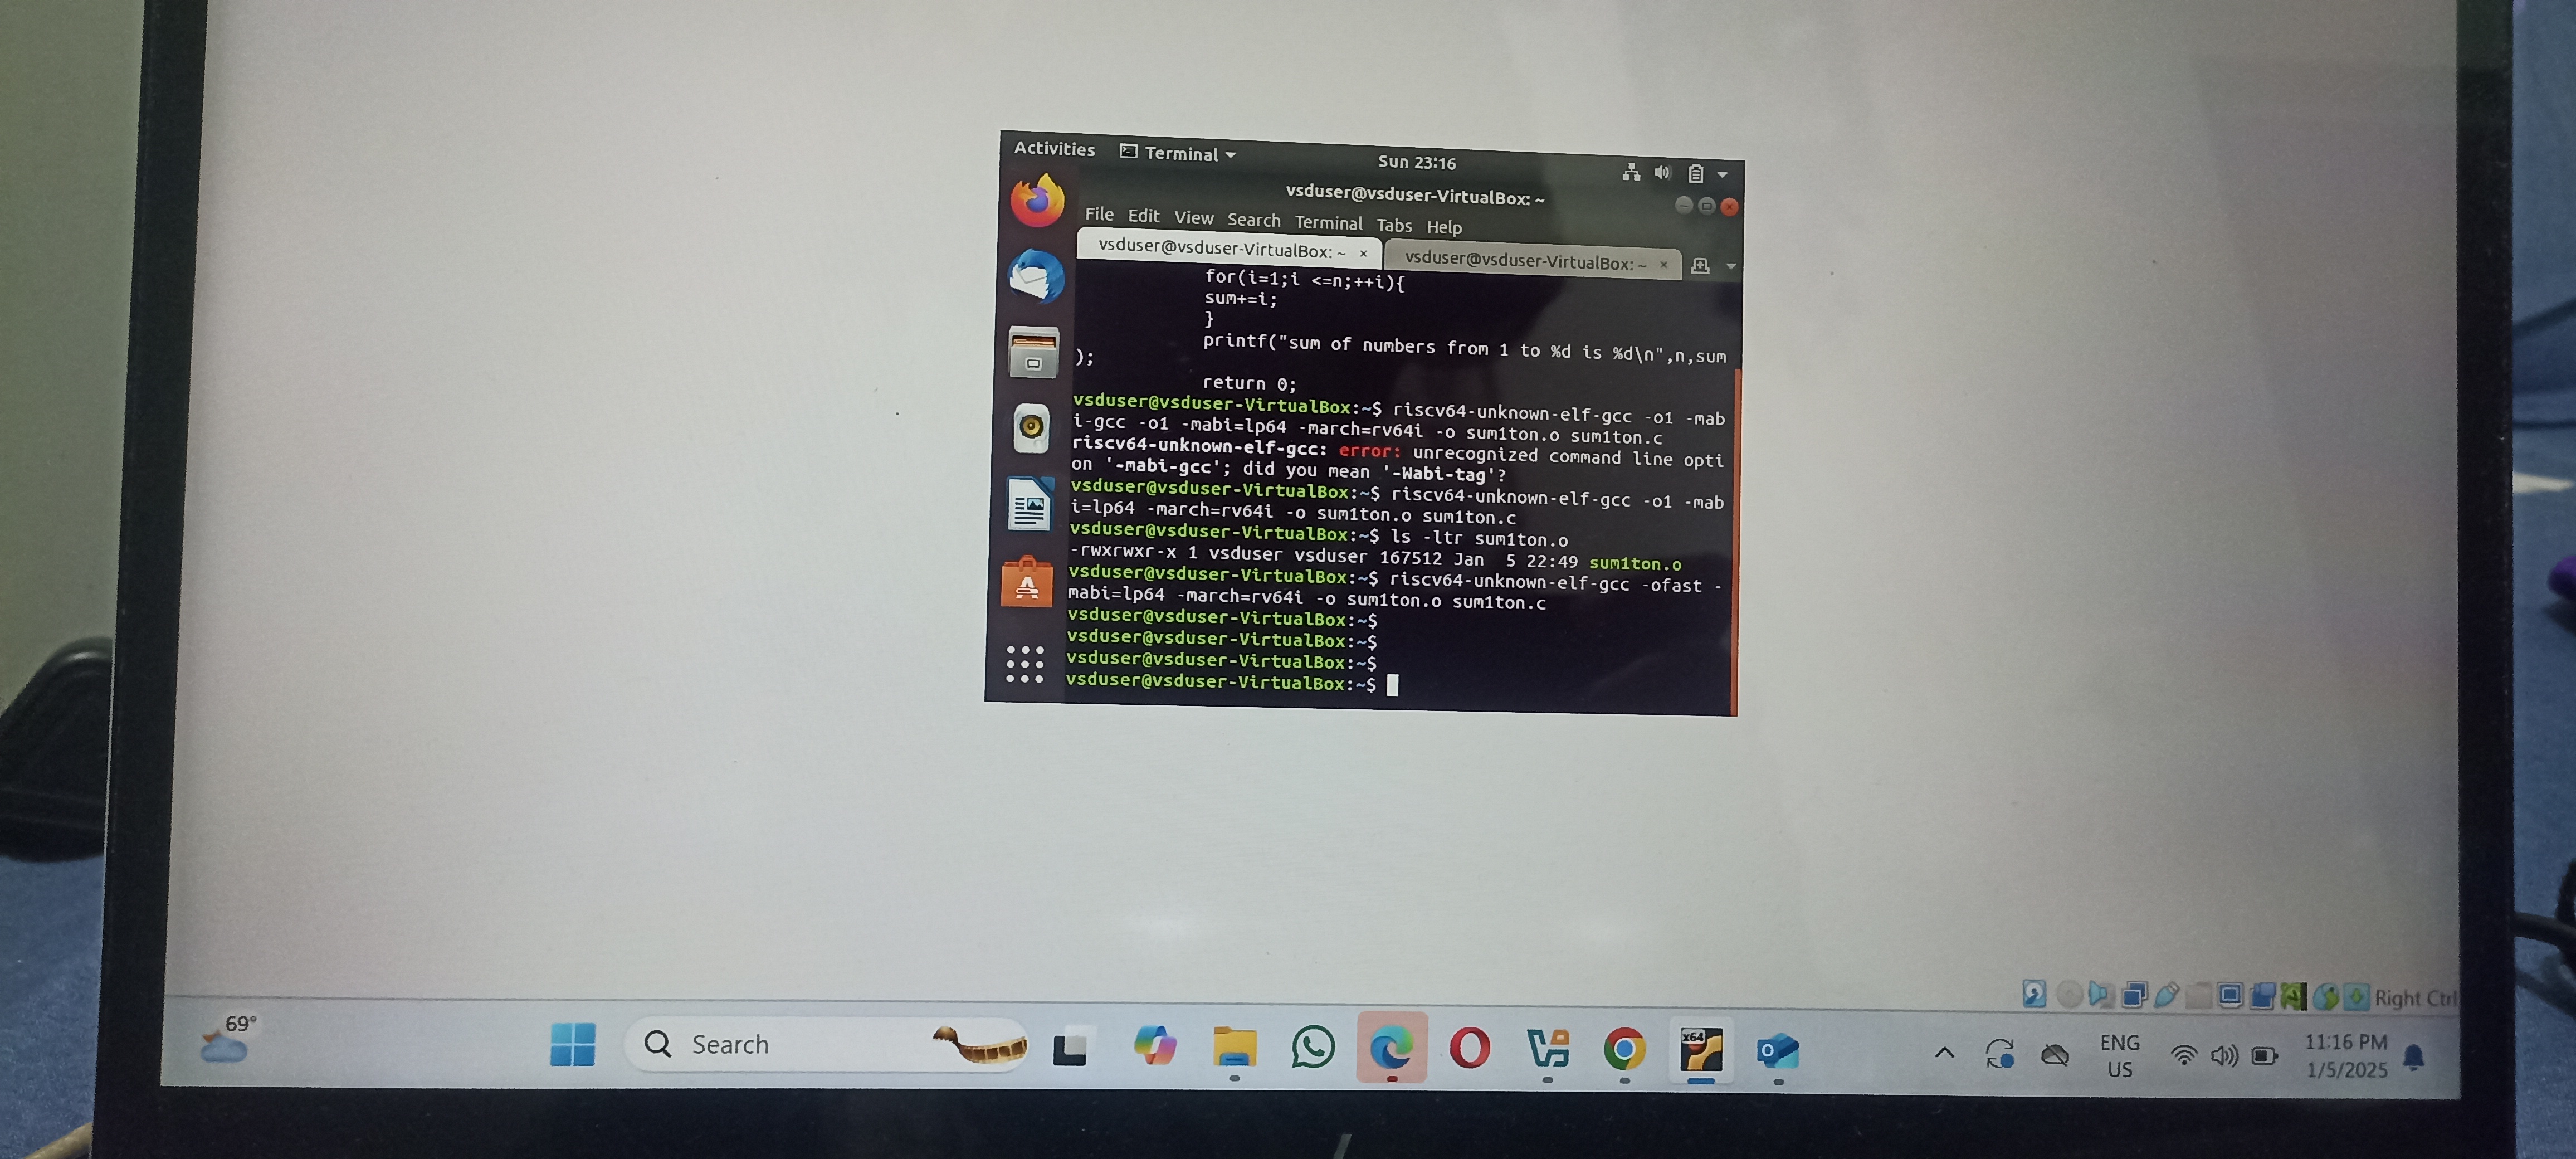 Activities Terminal Sun 23:16
vsduser@vsduser-VirtualBox: ~
File Edit View Search Terminal Tabs Help
vsduser@vsduser-VirtualBox: ~ × vsduser@vsduser-VirtualBox: ~ ×
for(i=1;i <=n;++i){
sum+=i;
}
printf("sum of numbers from 1 to %d is %d\n",n,sum
);
return 0;
vsduser@vsduser-VirtualBox:~$ riscv64-unknown-elf-gcc -o1 -mab
i-gcc -o1 -mabi=lp64 -march=rv64i -o sum1ton.o sum1ton.c
riscv64-unknown-elf-gcc: error: unrecognized command line opti
on '-mabi-gcc'; did you mean '-Wabi-tag'?
vsduser@vsduser-VirtualBox:~$ riscv64-unknown-elf-gcc -o1 -mab
i=lp64 -march=rv64i -o sum1ton.o sum1ton.c
vsduser@vsduser-VirtualBox:~$ ls -ltr sum1ton.o
-rwxrwxr-x 1 vsduser vsduser 167512 Jan  5 22:49 sum1ton.o
vsduser@vsduser-VirtualBox:~$ riscv64-unknown-elf-gcc -ofast -
mabi=lp64 -march=rv64i -o sum1ton.o sum1ton.c
vsduser@vsduser-VirtualBox:~$
vsduser@vsduser-VirtualBox:~$
vsduser@vsduser-VirtualBox:~$
vsduser@vsduser-VirtualBox:~$
Right Ctrl
69°
Search
x64
ENG
US
11:16 PM
1/5/2025